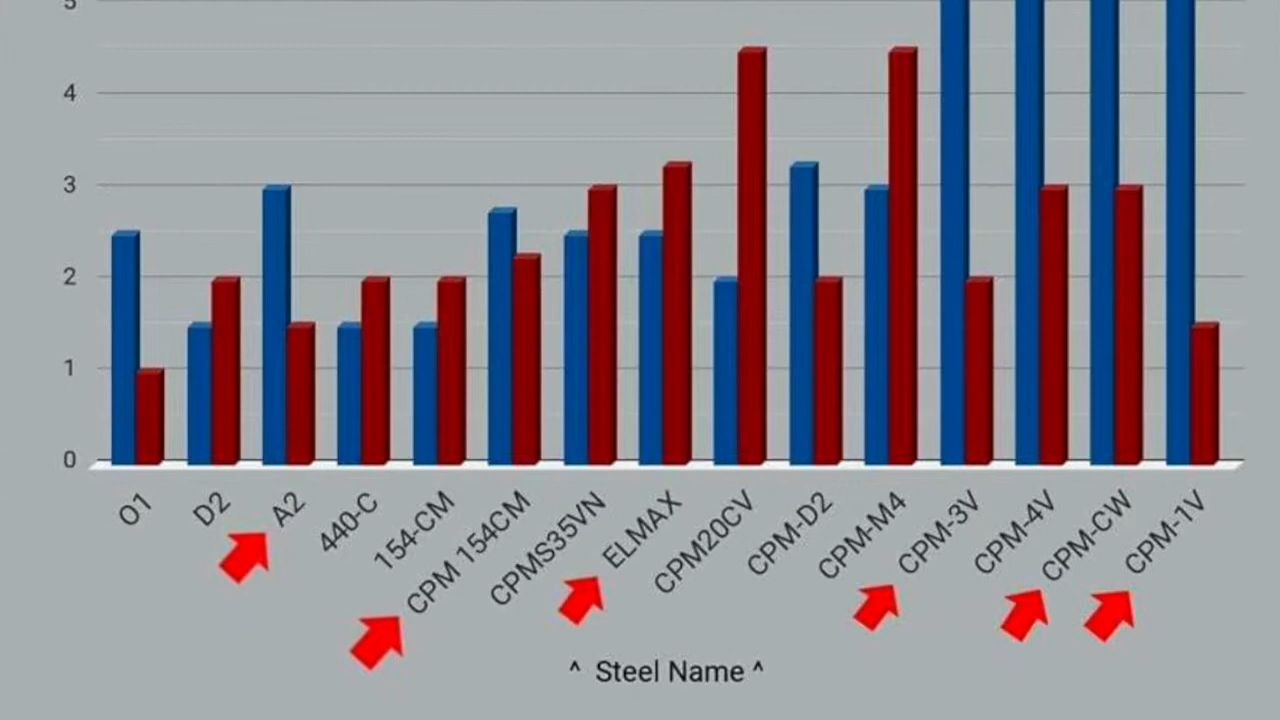 5
4
3
2
1
0
O1
D2
A2
440-C
154-CM
CPM 154CM
CPMS35VN
ELMAX
CPM20CV
CPM-D2
CPM-M4
CPM-3V
CPM-4V
CPM-CW
CPM-1V
^ Steel Name ^